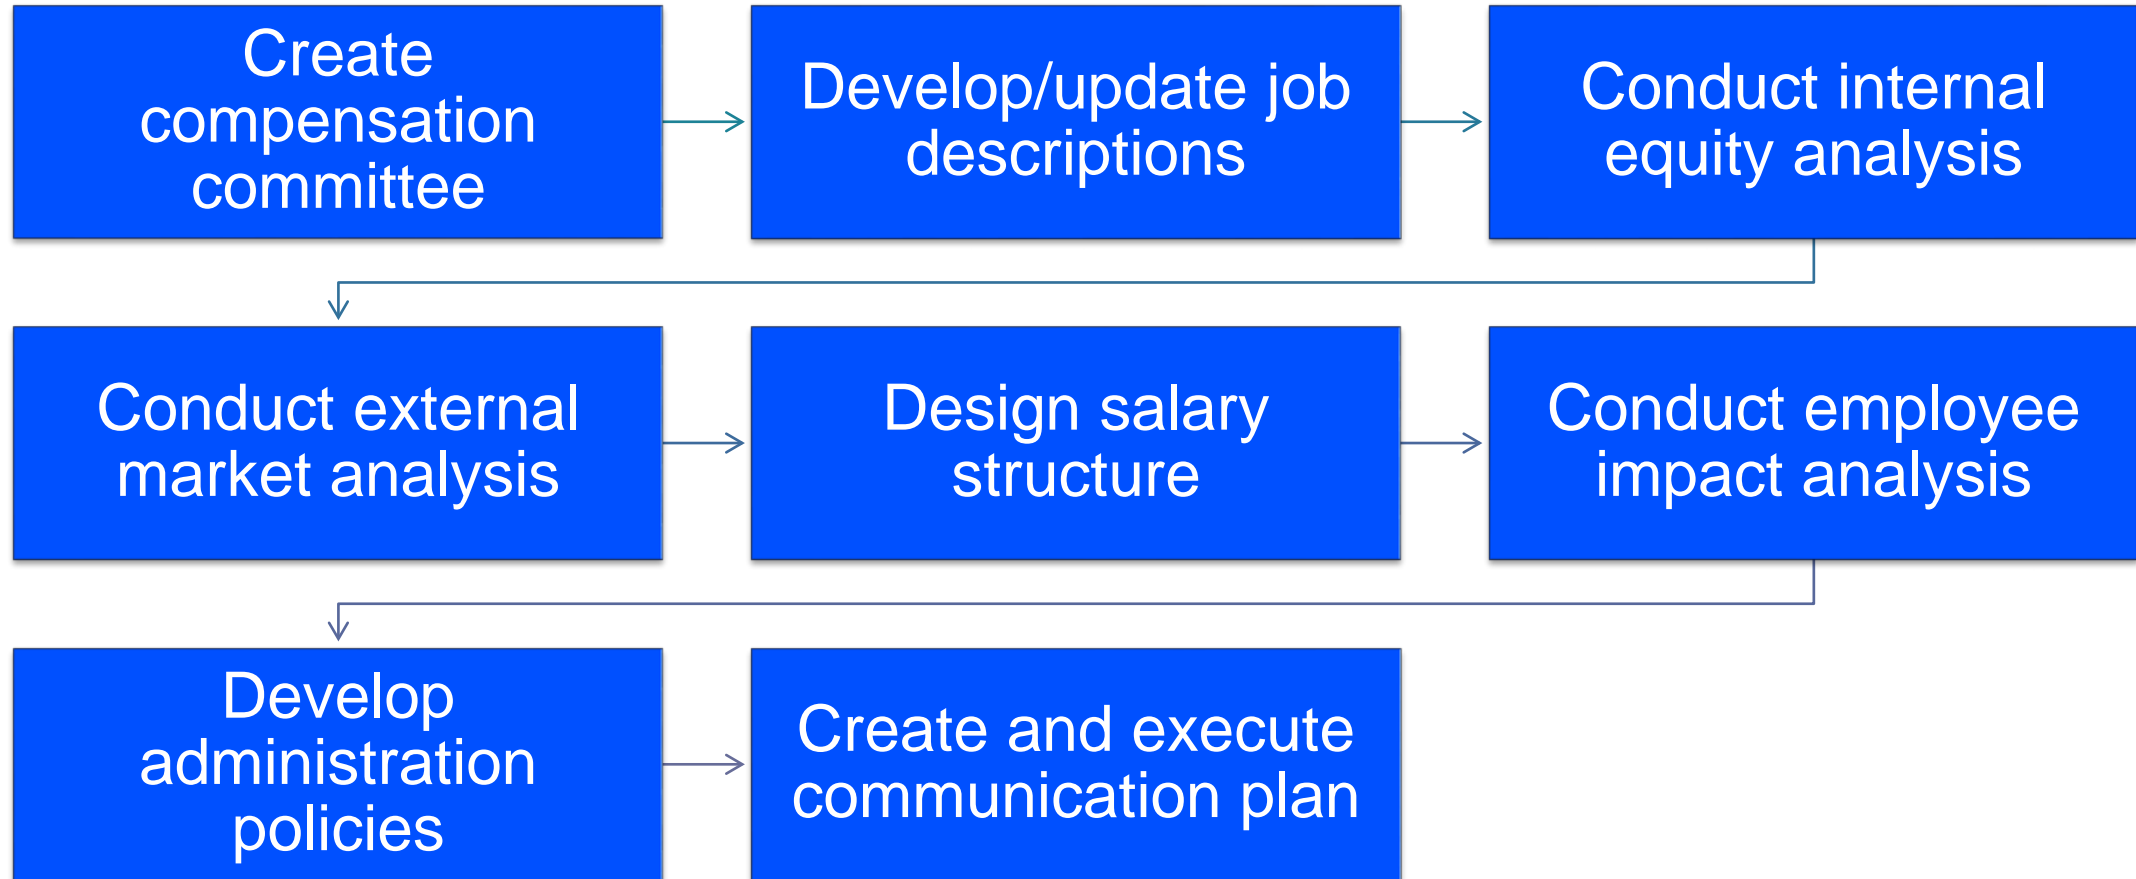 Create
compensation
committee
Develop/update job
descriptions
Conduct internal
equity analysis
Conduct external
market analysis
Design salary
structure
Conduct employee
impact analysis
Develop
administration
policies
Create and execute
communication plan